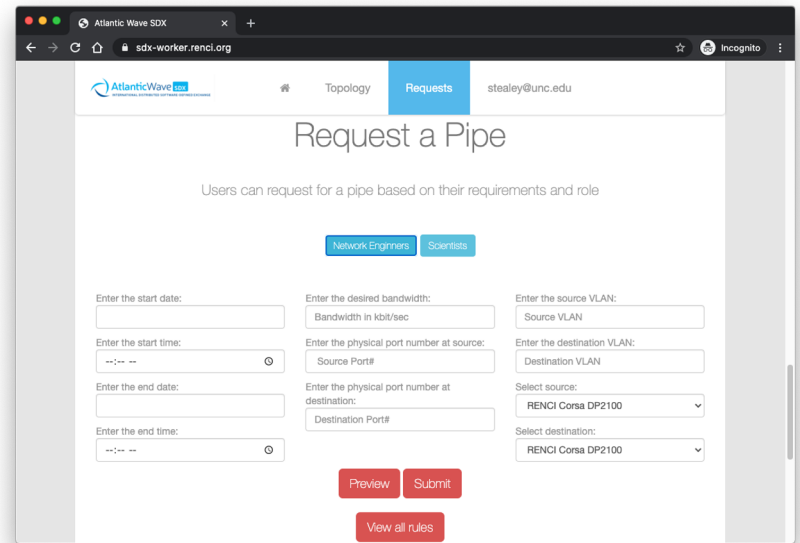 Atlantic Wave SDX
sdx-worker.renci.org
Incognito
AtlanticWave SDX
Topology
Requests
stealey@unc.edu
Request a Pipe
Users can request for a pipe based on their requirements and role
Network Enginners
Scientists
Enter the start date:
Enter the start time:
--:-- --
Enter the end date:
Enter the end time:
--:-- --
Enter the desired bandwidth:
Bandwidth in kbit/sec
Enter the physical port number at source:
Source Port#
Enter the physical port number at
destination:
Destination Port#
Enter the source VLAN:
Source VLAN
Enter the destination VLAN:
Destination VLAN
Select source:
RENCI Corsa DP2100
Select destination:
RENCI Corsa DP2100
Preview
Submit
View all rules